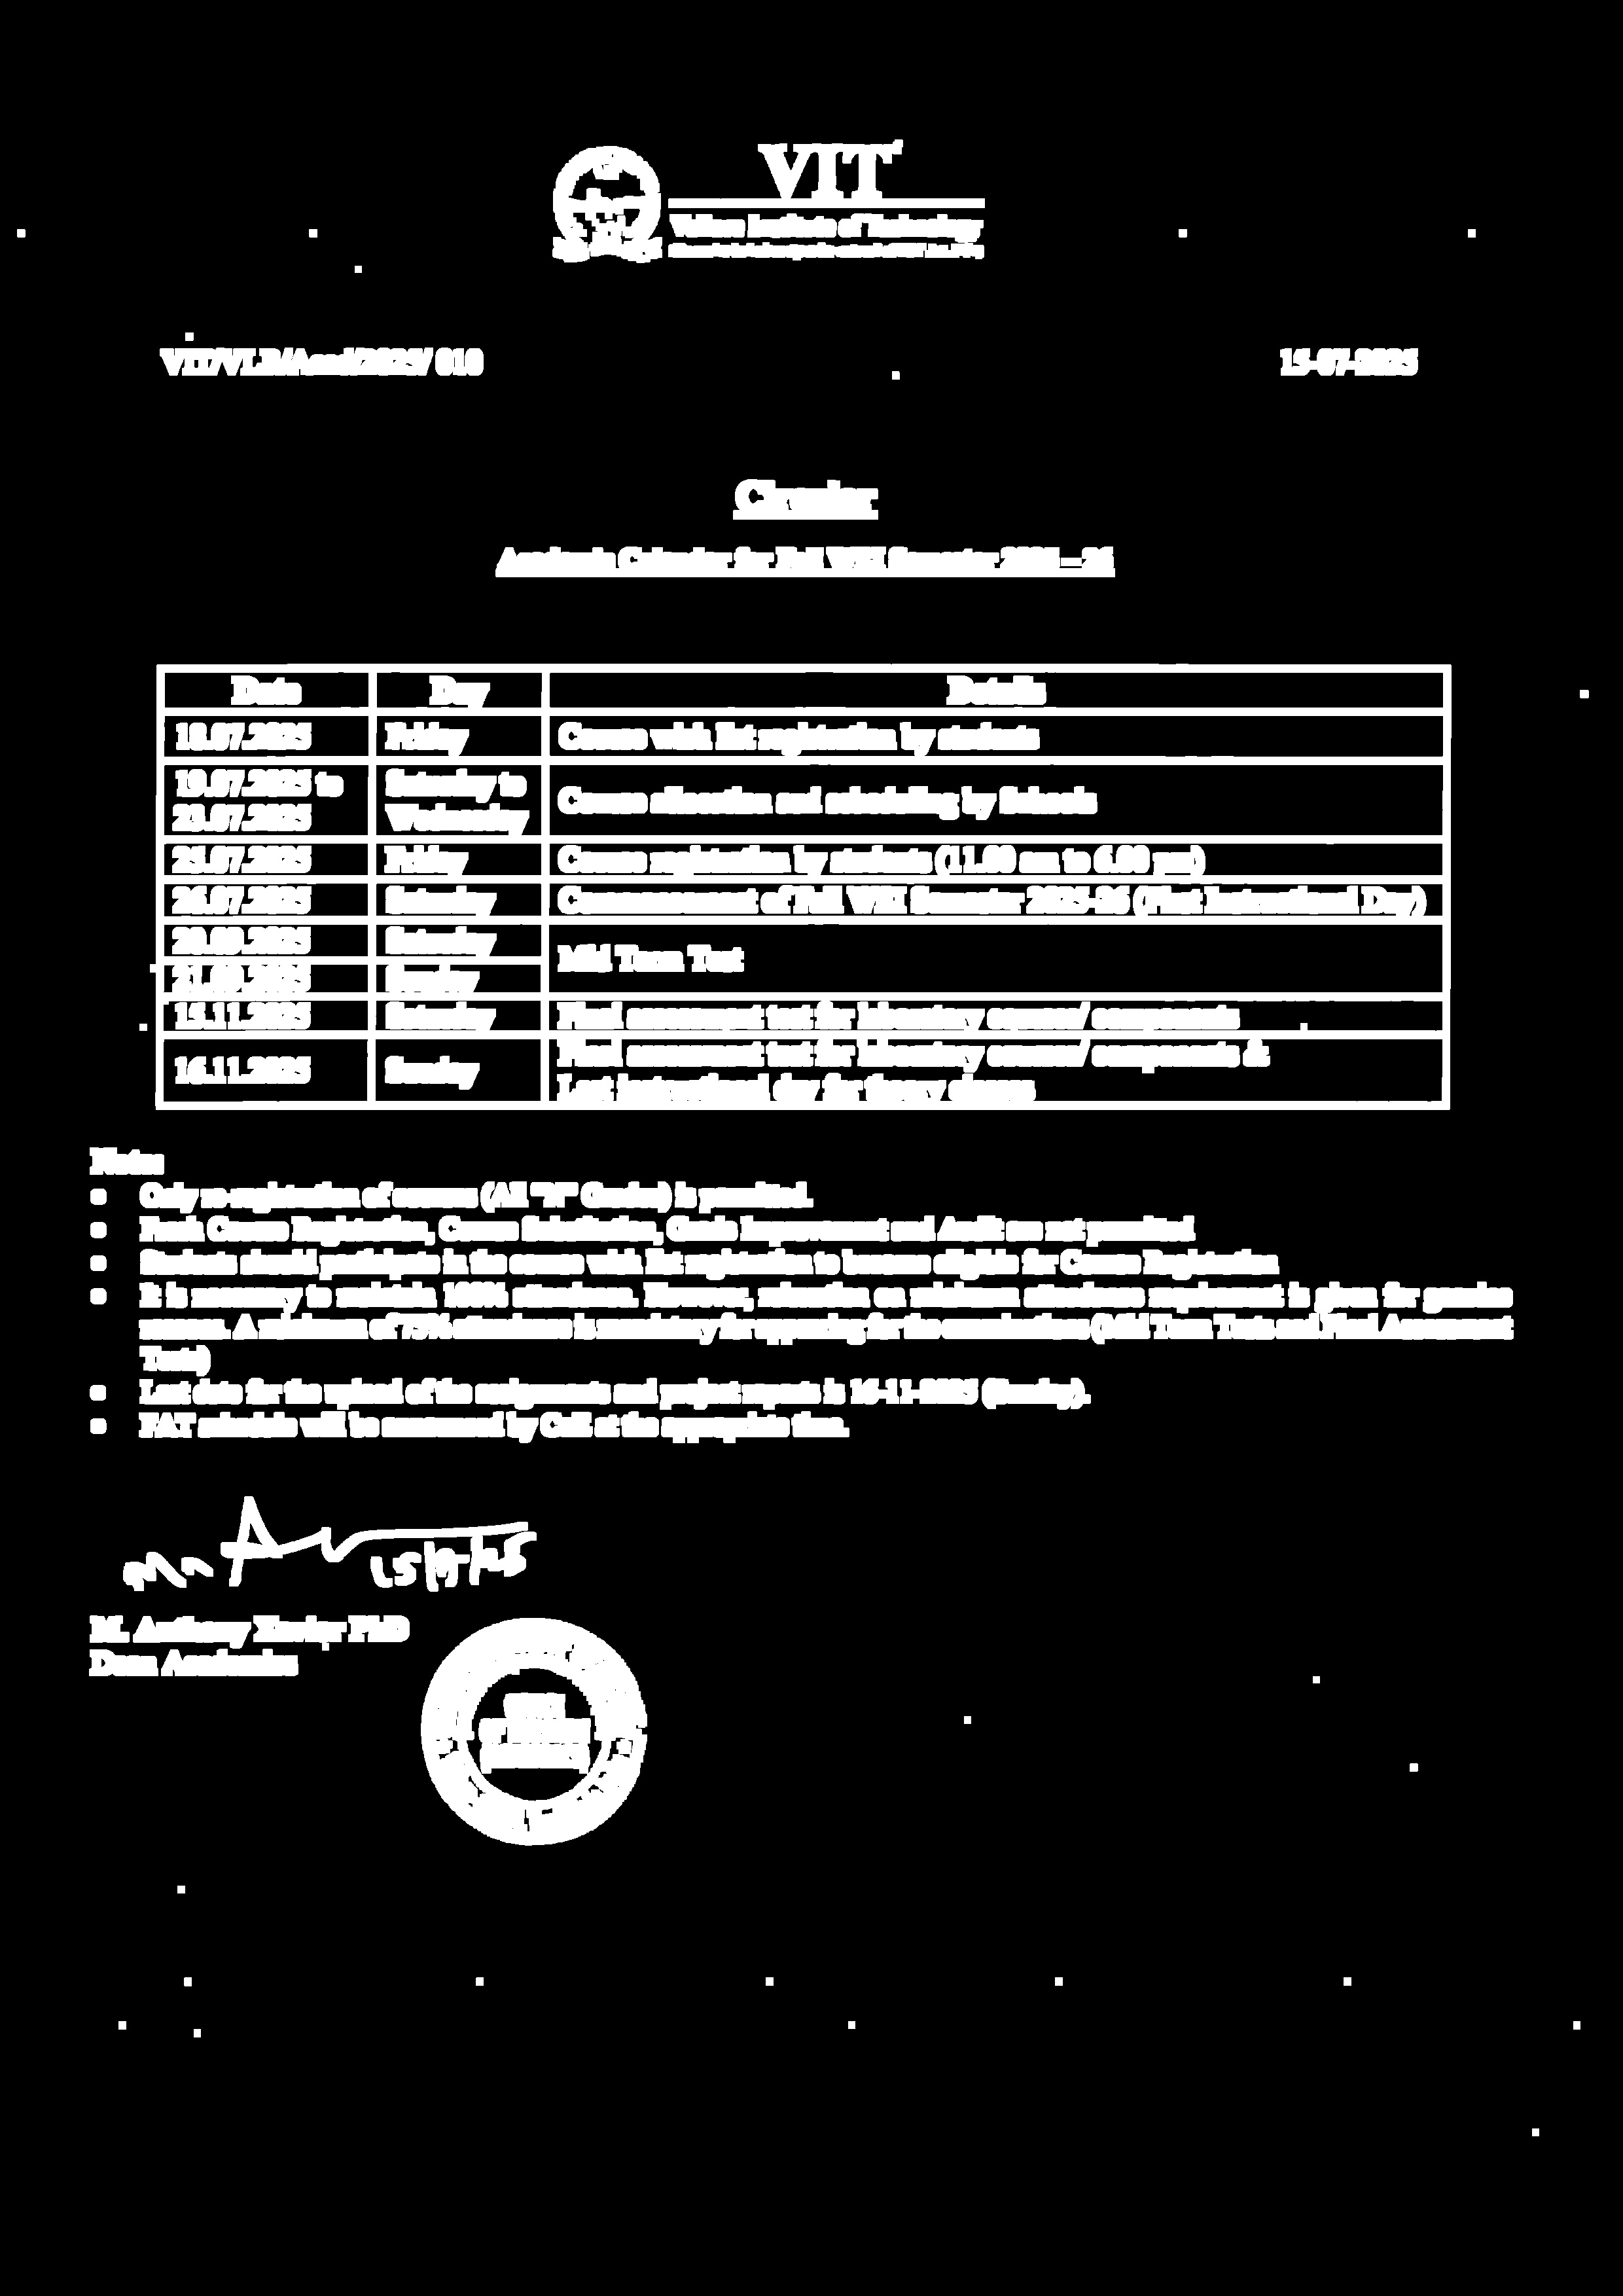 VIT
Vellore Institute of Technology
VIT/VLR/Acad/2025/ 010
15-07-2025
Circular
Academic Calendar for Fall WEI Semester 2025 – 26
Date Day Details
18.07.2025 Friday Course wish list registration by students
19.07.2025 to Saturday to
Course allocation and scheduling by Schools
23.07.2025 Wednesday
25.07.2025 Friday Course registration by students (11.00 am to 6.00 pm)
26.07.2025 Saturday Commencement of Fall WEI Semester 2025-26 (First Instructional Day)
20.09.2025 Saturday
Mid Term Test
21.09.2025 Sunday
15.11.2025 Saturday Final assessment test for laboratory courses/ components
Final assessment test for laboratory courses/ components &
16.11.2025 Sunday
Last instructional day for theory classes
Note:
Only re-registration of courses (All "N" Grades) is permitted.
Fresh Course Registration, Course Substitution, Grade Improvement and Audit are not permitted
Students should participate in the course wish list registration to become eligible for Course Registration
It is necessary to maintain 100% attendance. However, relaxation on minimum attendance requirement is given for genuine
reasons. A minimum of 75% attendance is mandatory for appearing for the examinations (Mid Term Tests and Final Assessment
Tests)
Last date for the upload of the assignments and project reports is 16-11-2025 (Sunday).
FAT schedule will be announced by CoE at the appropriate time.
M. Anthony Xavior PhD
Dean Academics